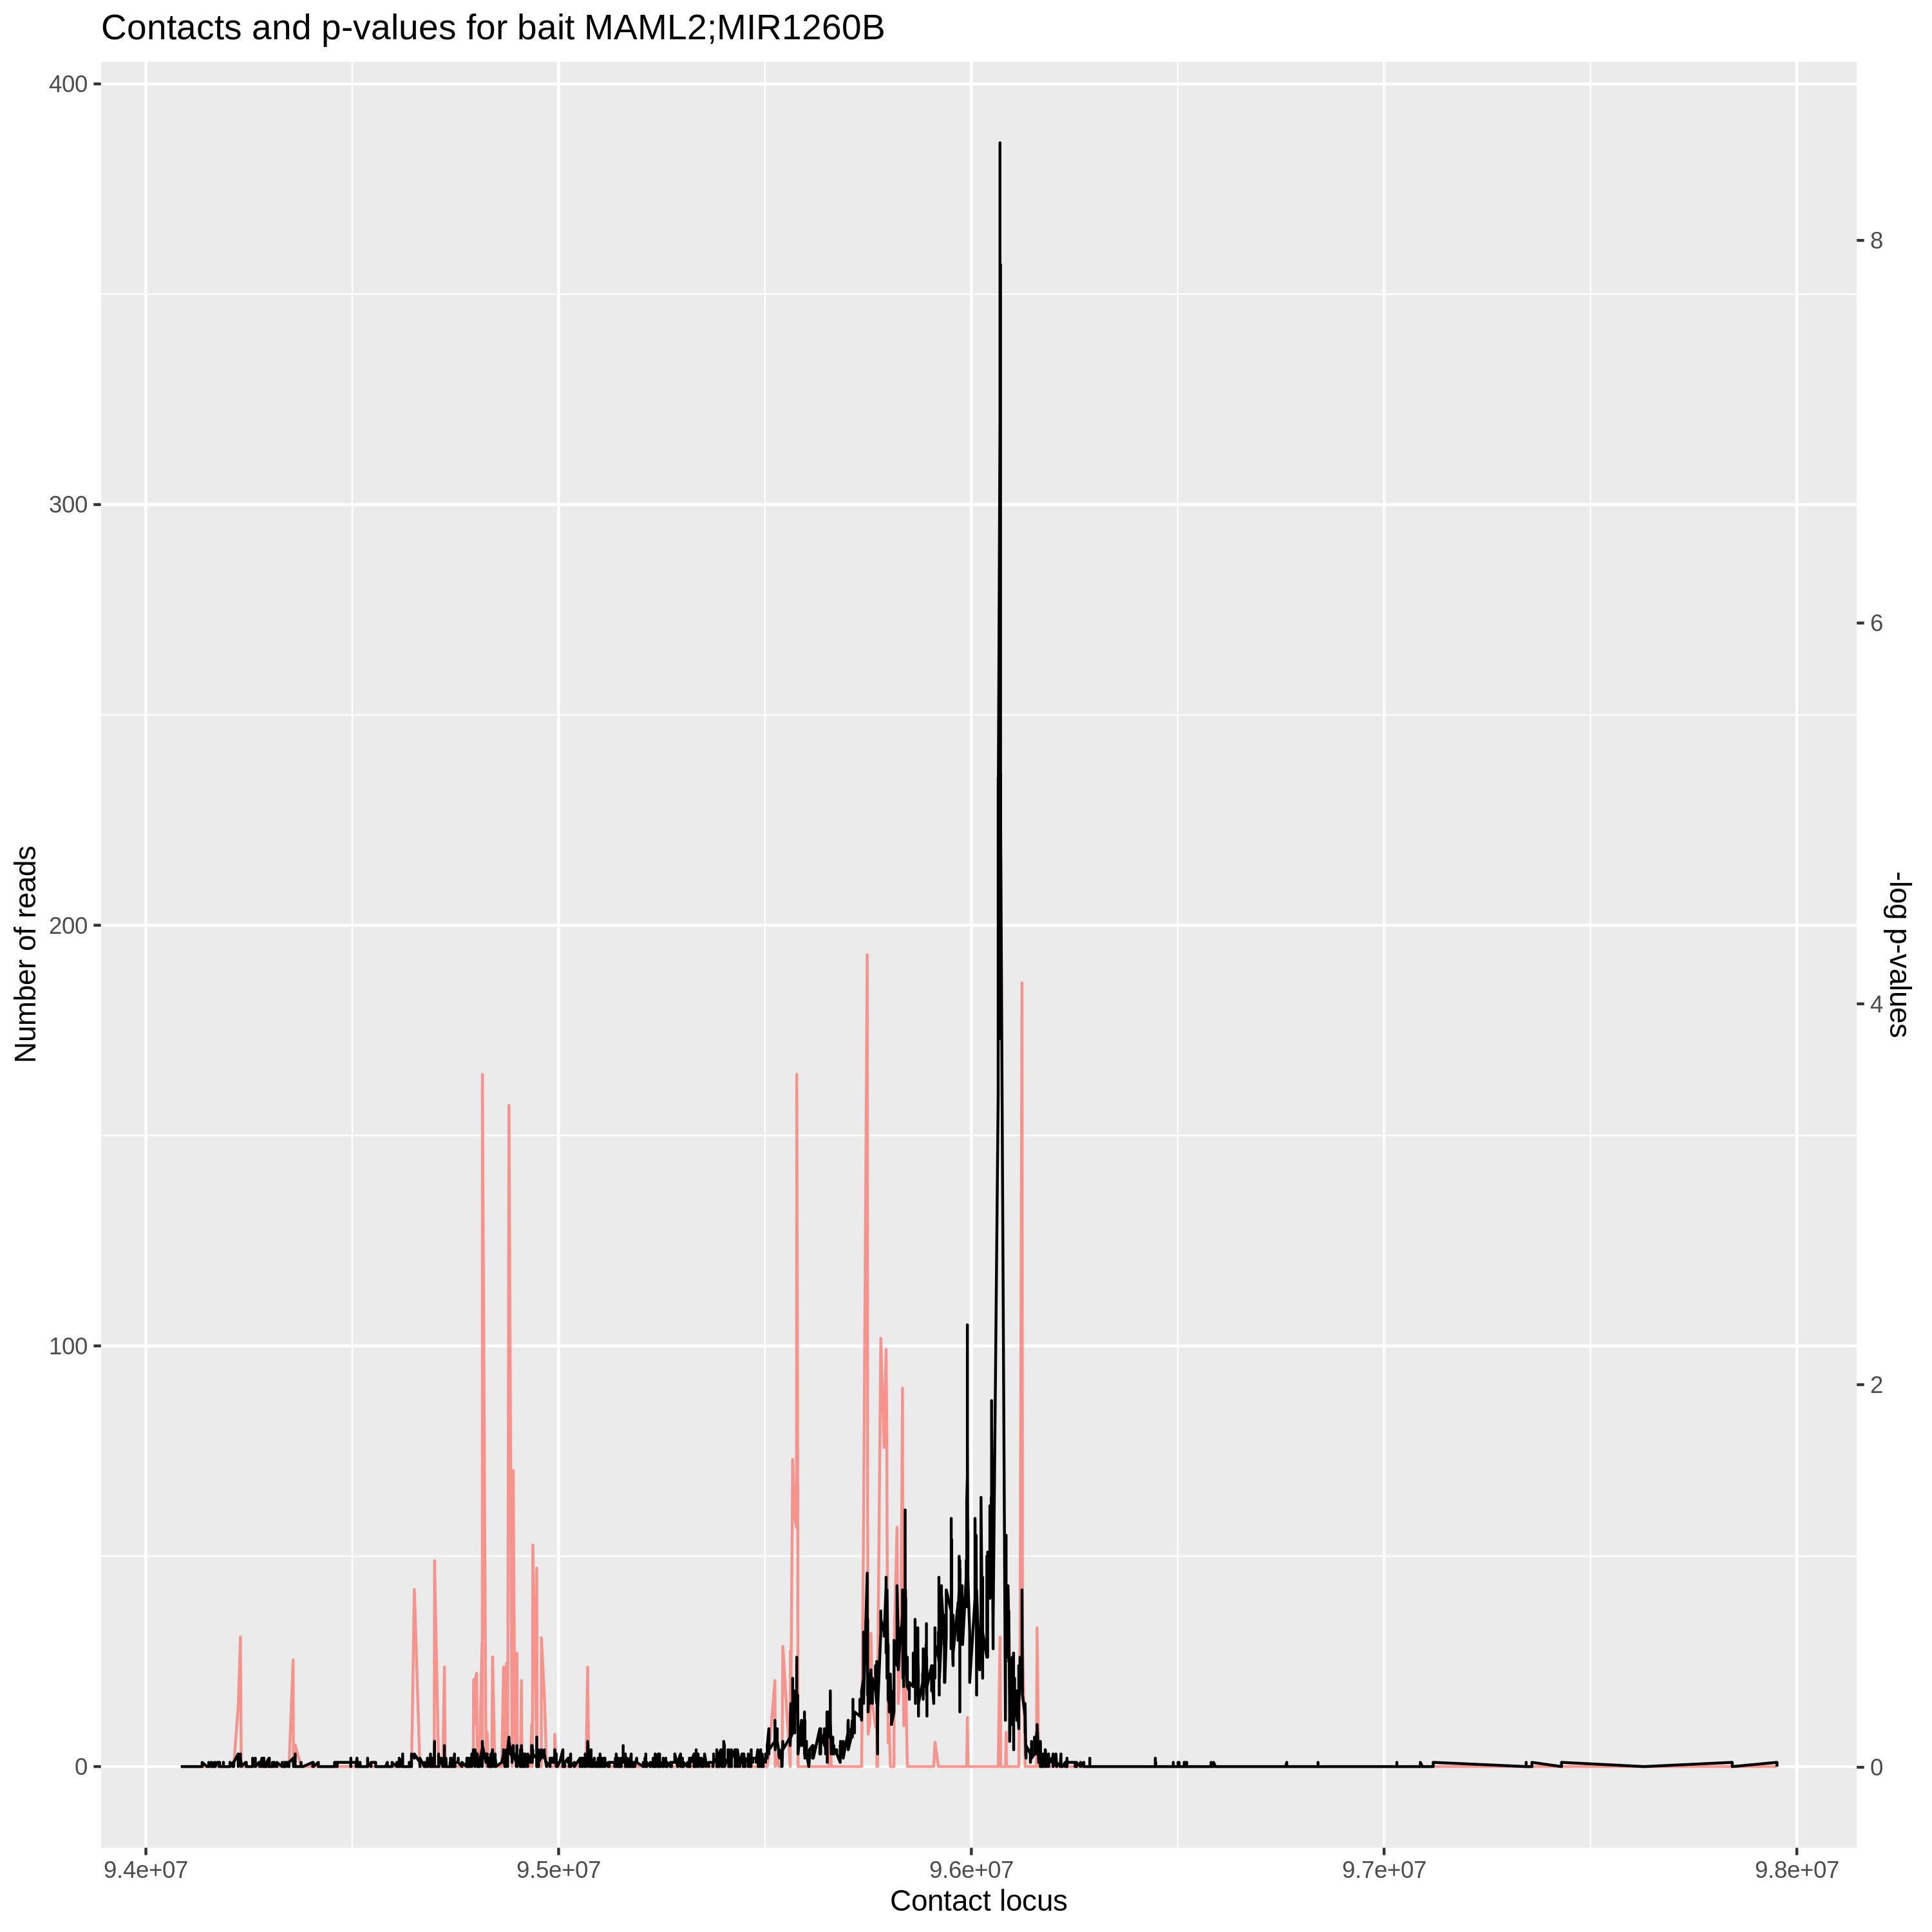 Contacts and p-values for bait MAML2;MIR1260B
400
300
200
100
0
Number of reads
8
6
4
2
0
-log p-values
9.4e+07
9.5e+07
9.6e+07
9.7e+07
9.8e+07
Contact locus